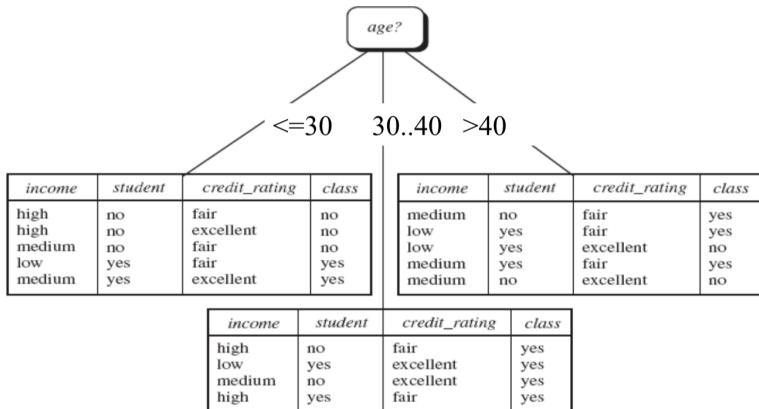 age?
<=30 30..40 >40
income student credit_rating class
high no fair no
high no excellent no
medium no fair no
low yes fair yes
medium yes excellent yes
income student credit_rating class
medium no fair yes
low yes fair yes
low yes excellent no
medium yes fair yes
medium no excellent no
income student credit_rating class
high no fair yes
low yes excellent yes
medium no excellent yes
high yes fair yes